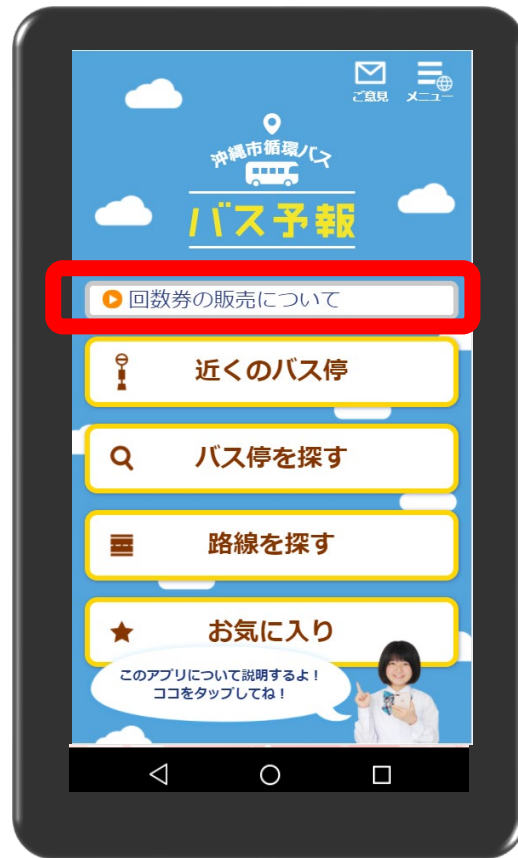 ご意見
メニュー
沖縄市循環バス
バス予報
回数券の販売について
近くのバス停
バス停を探す
路線を探す
お気に入り
このアプリについて説明するよ！
ココをタップしてね！